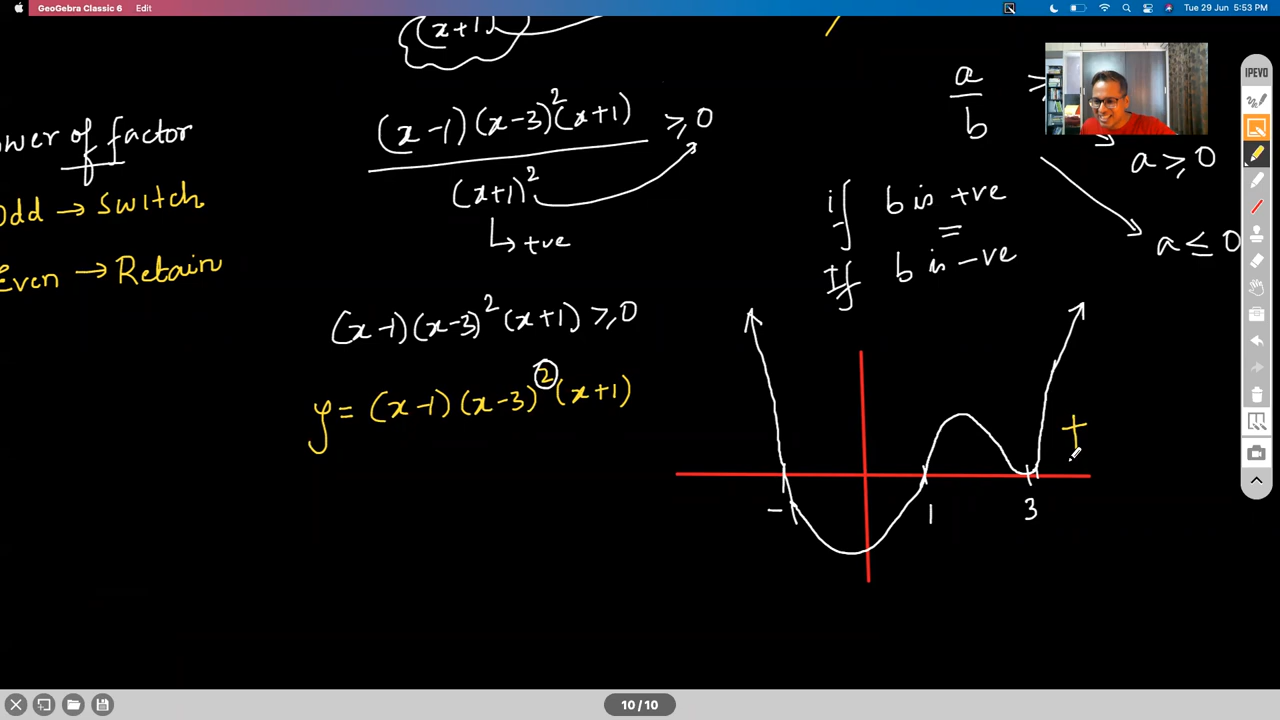 GeoGebra Classic 6 Edit
Tue 29 Jun 5:53 PM
(x+1)
IPEVO
(x-1)(x-3)²(x+1) ≥ 0
(x+1)²
↳ +ve
ower of factor
Odd → Switch
Even → Retain
a
b
a ≥ 0
if b is +ve
a ≤ 0
If b is -ve
(x-1)(x-3)² (x+1) ≥ 0
y = (x-1)(x-3)²(x+1)
+
-1 1 3
10 / 10